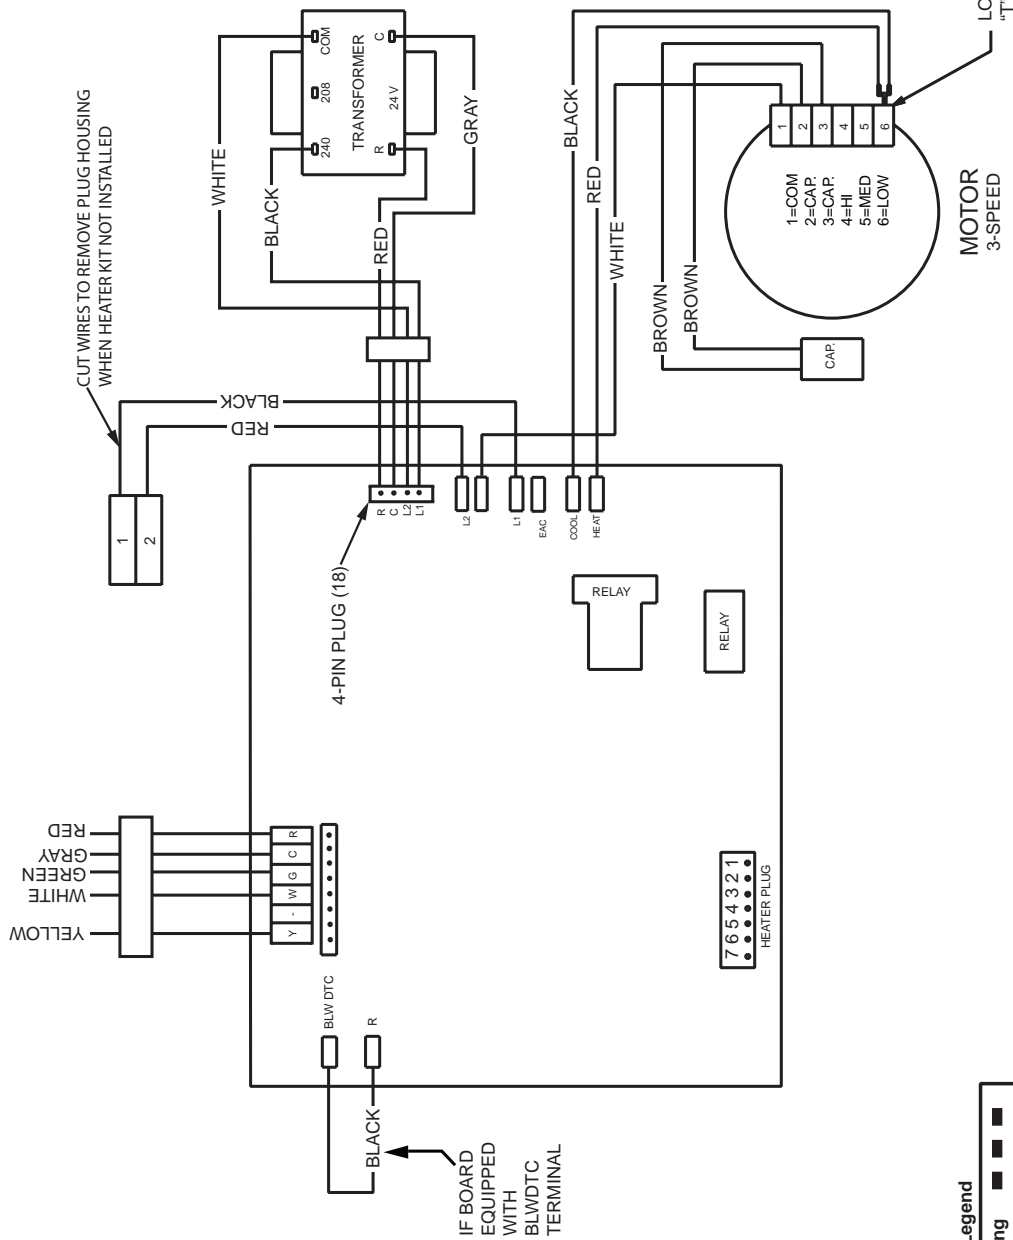 CUT WIRES TO REMOVE PLUG HOUSING
WHEN HEATER KIT NOT INSTALLED
WHITE
BLACK
COM
208
240
TRANSFORMER
C
24 V
R
GRAY
RED
BLACK
RED
1
2
4-PIN PLUG (18)
R
C
L2
L1
L2
L1
EAC
COOL
HEAT
BLACK
RED
WHITE
BROWN
BROWN
1
2
3
4
5
6
1=COM
2=CAP.
3=CAP.
4=HI
5=MED
6=LOW
MOTOR
3-SPEED
CAP.
"T"
RELAY
RELAY
RED
GRAY
GREEN
WHITE
YELLOW
R
C
G
W
-
Y
BLW DTC
R
BLACK
IF BOARD
EQUIPPED
WITH
BLWDTC
TERMINAL
7 6 5 4 3 2 1
HEATER PLUG
Legend